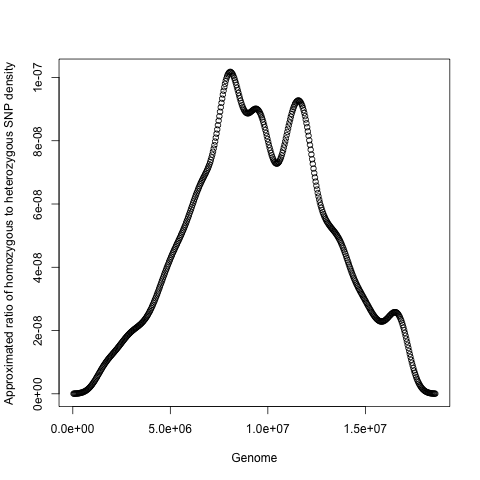 Approximated ratio of homozygous to heterozygous SNP density
1e-07
8e-08
6e-08
4e-08
2e-08
0e+00
0.0e+00 5.0e+06 1.0e+07 1.5e+07
Genome